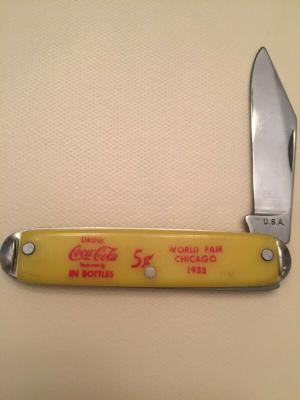 DRINK
Coca-Cola
IN BOTTLES
5¢
WORLD FAIR
CHICAGO
1933
U.S.A.